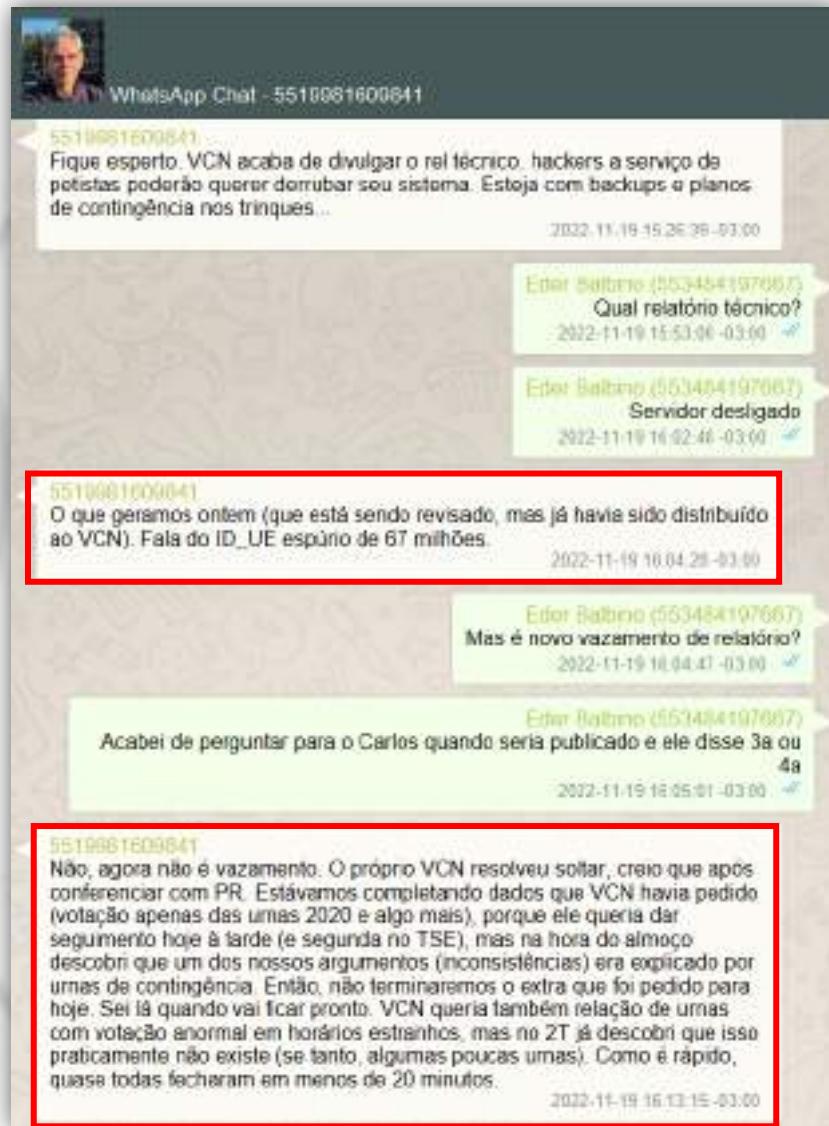 WhatsApp Chat - 5519981609841
5519981609841
Fique esperto. VCN acaba de divulgar o rel técnico. hackers a serviço de
petistas poderão querer derrubar seu sistema. Esteja com backups e planos
de contingência nos trinques...
2022-11-19 15:26:39 -03:00
Eder Balbino (553484197667)
Qual relatório técnico?
2022-11-19 15:53:06 -03:00
Eder Balbino (553484197667)
Servidor desligado
2022-11-19 16:02:46 -03:00
5519981609841
O que geramos ontem (que está sendo revisado, mas já havia sido distribuído
ao VCN). Fala do ID_UE espúrio de 67 milhões.
2022-11-19 16:04:28 -03:00
Eder Balbino (553484197667)
Mas é novo vazamento de relatório?
2022-11-19 16:04:47 -03:00
Eder Balbino (553484197667)
Acabei de perguntar para o Carlos quando seria publicado e ele disse 3a ou
4a
2022-11-19 16:05:01 -03:00
5519981609841
Não, agora não é vazamento. O próprio VCN resolveu soltar, creio que após
conferenciar com PR. Estávamos completando dados que VCN havia pedido
(votação apenas das urnas 2020 e algo mais), porque ele queria dar
seguimento hoje à tarde (e segunda no TSE), mas na hora do almoço
descobri que um dos nossos argumentos (inconsistências) era explicado por
urnas de contingência. Então, não terminaremos o extra que foi pedido para
hoje. Sei lá quando vai ficar pronto. VCN queria também relação de urnas
com votação anormal em horários estranhos, mas no 2T já descobri que isso
praticamente não existe (se tanto, algumas poucas urnas). Como é rápido,
quase todas fecharam em menos de 20 minutos.
2022-11-19 16:13:15 -03:00